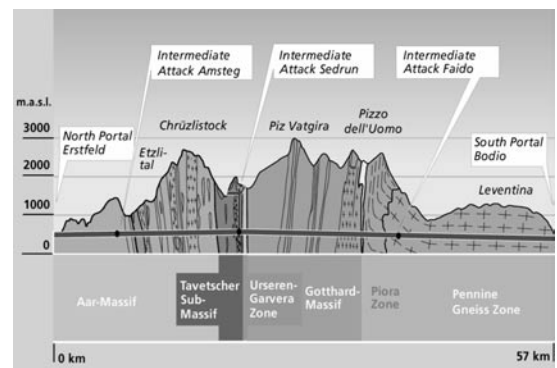 Intermediate
Attack Amsteg
Intermediate
Attack Sedrun
Intermediate
Attack Faido
m.a.s.l.
3000
2000
1000
0
North Portal
Erstfeld
Etzli-
tal
Chrüzlistock
Piz Vatgira
Pizzo
dell'Uomo
South Portal
Bodio
Leventina
Aar-Massif
Tavetscher
Sub-
Massif
Urseren-
Garvera
Zone
Gotthard-
Massif
Piora
Zone
Pennine
Gneiss Zone
0 km
57 km